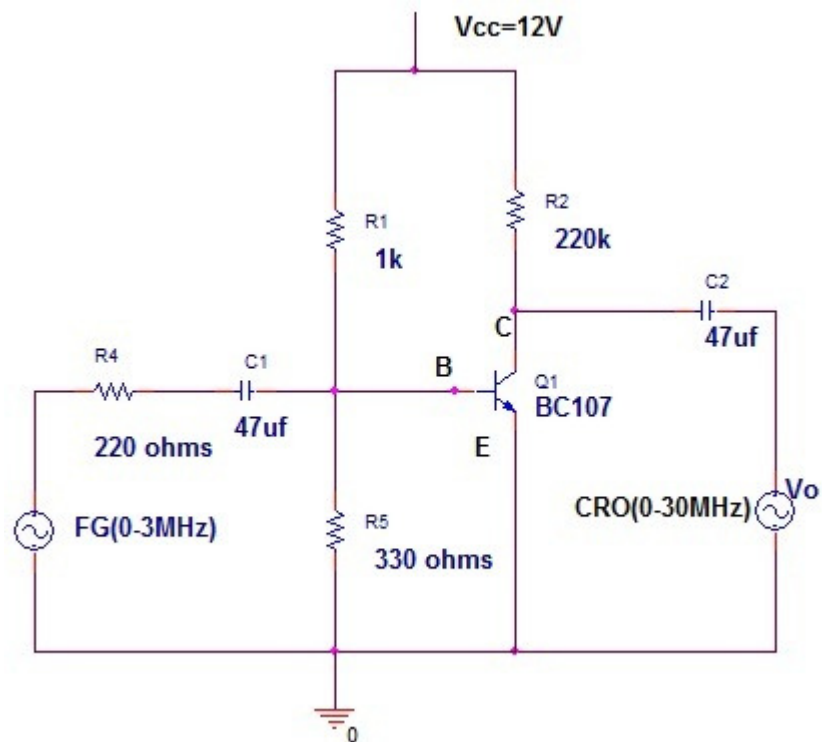 Vcc=12V
R1
1k
R2
220k
C2
47uf
C
R4
220 ohms
C1
47uf
B
Q1
BC107
E
FG(0-3MHz)
R5
330 ohms
CRO(0-30MHz)
Vo
0